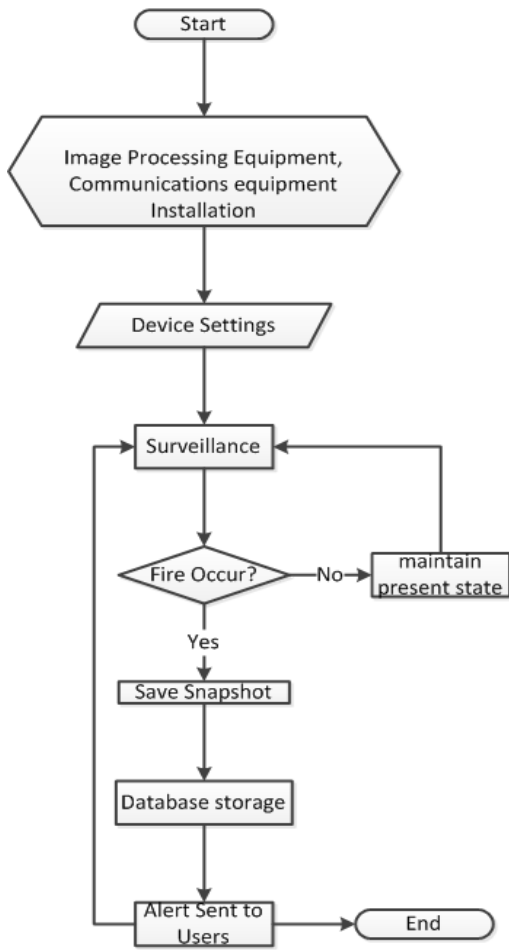 Start
Image Processing Equipment,
Communications equipment
Installation
Device Settings
Surveillance
Fire Occur?
No
maintain
present state
Yes
Save Snapshot
Database storage
Alert Sent to
Users
End